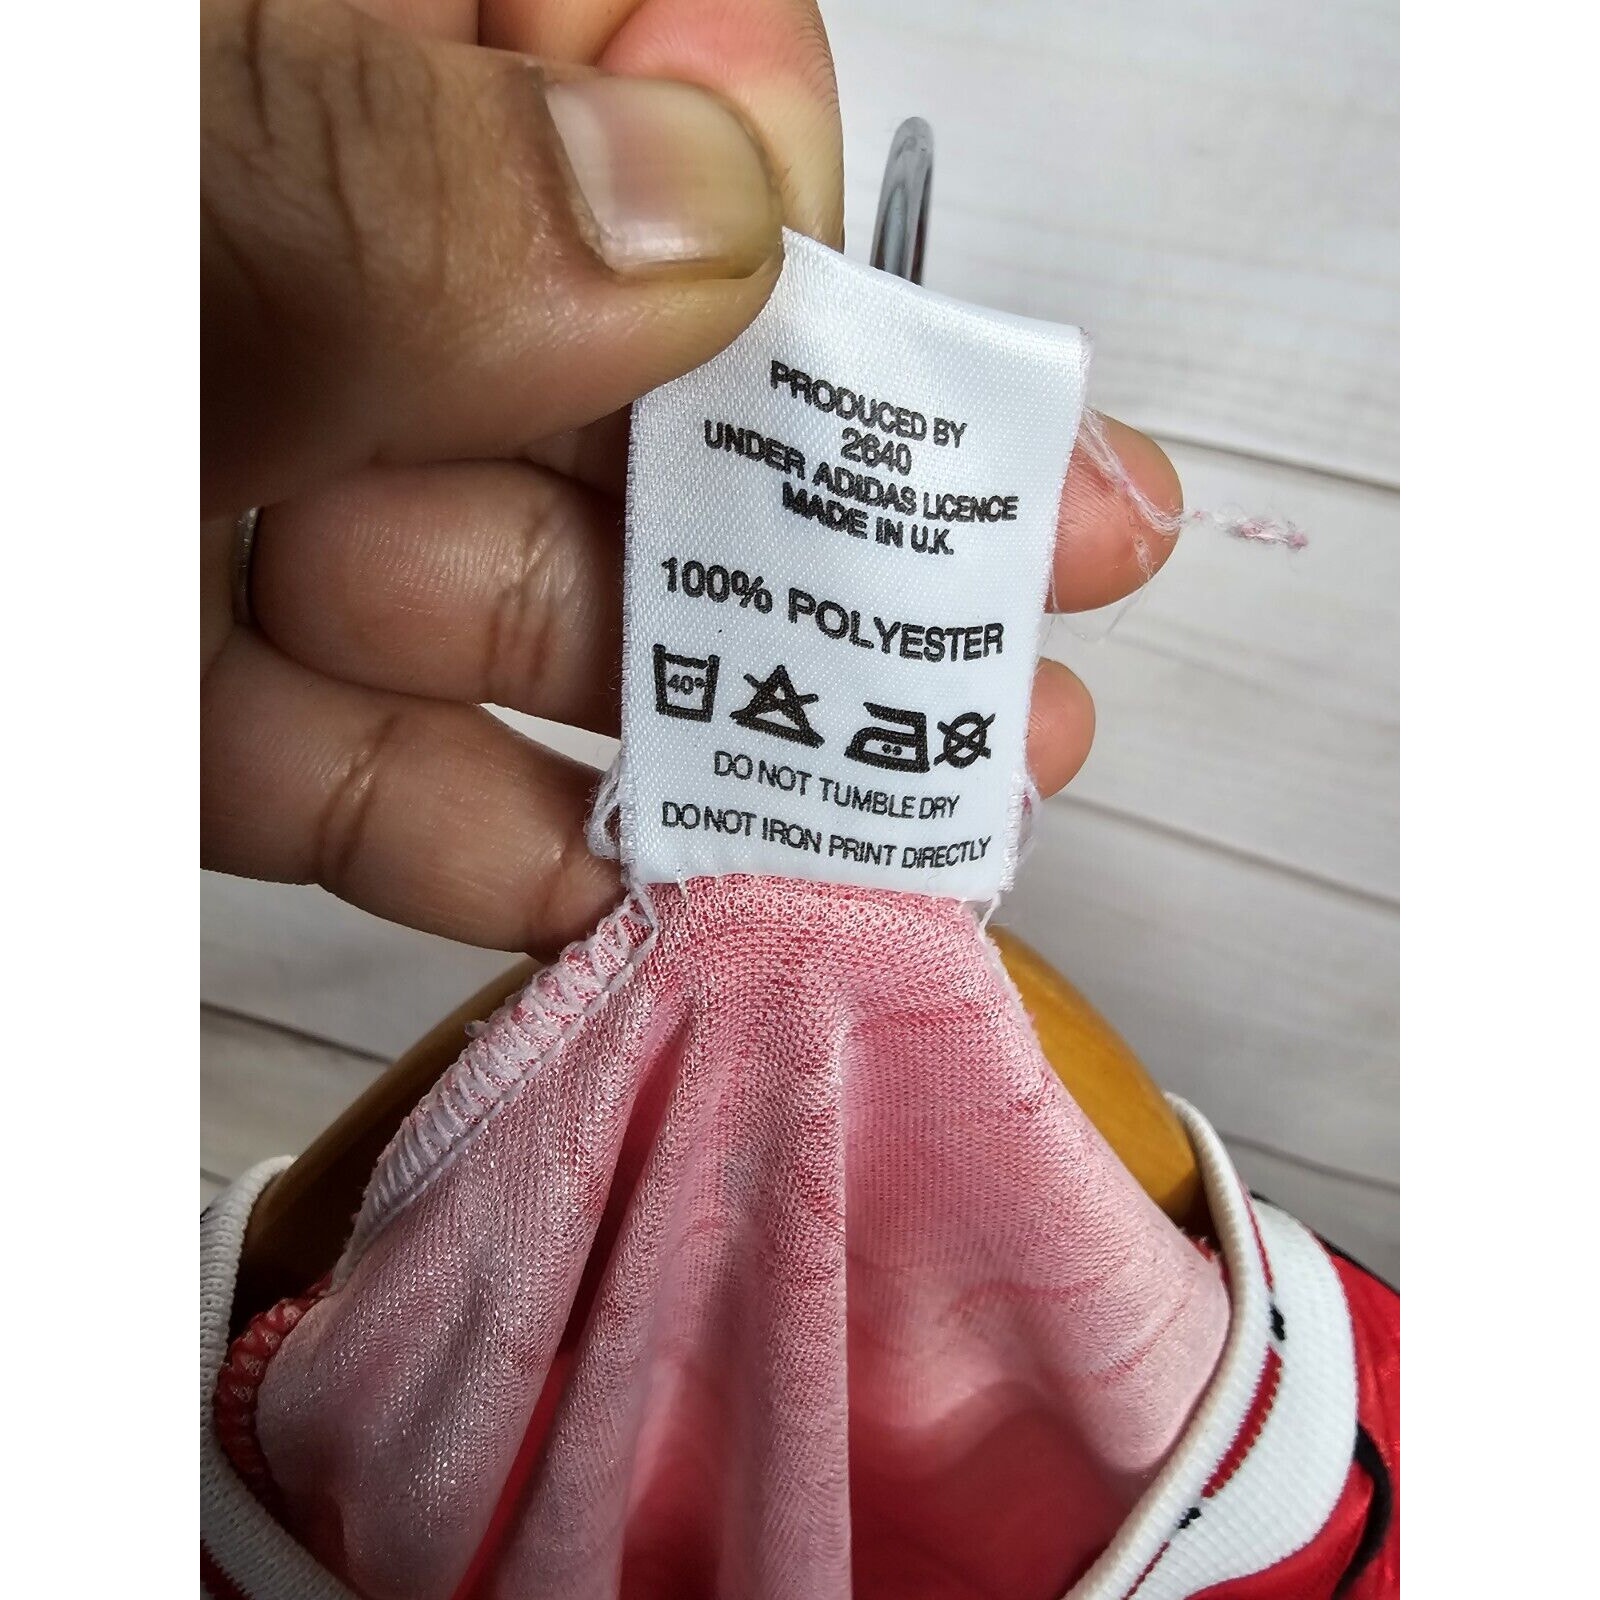 PRODUCED BY
2640
UNDER ADIDAS LICENCE
MADE IN U.K.
100% POLYESTER
40°
DO NOT TUMBLE DRY
DO NOT IRON PRINT DIRECTLY